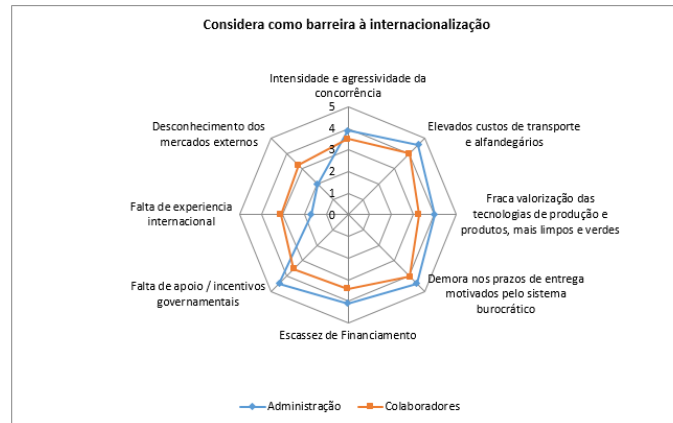 Considera como barreira à internacionalização
Intensidade e agressividade da
concorrência
Elevados custos de transporte
e alfandegários
Fraca valorização das
tecnologias de produção e
produtos, mais limpos e verdes
Demora nos prazos de entrega
motivados pelo sistema
burocrático
Escassez de Financiamento
Falta de apoio / incentivos
governamentais
Falta de experiencia
internacional
Desconhecimento dos
mercados externos
5
4
3
2
1
0
Administração
Colaboradores